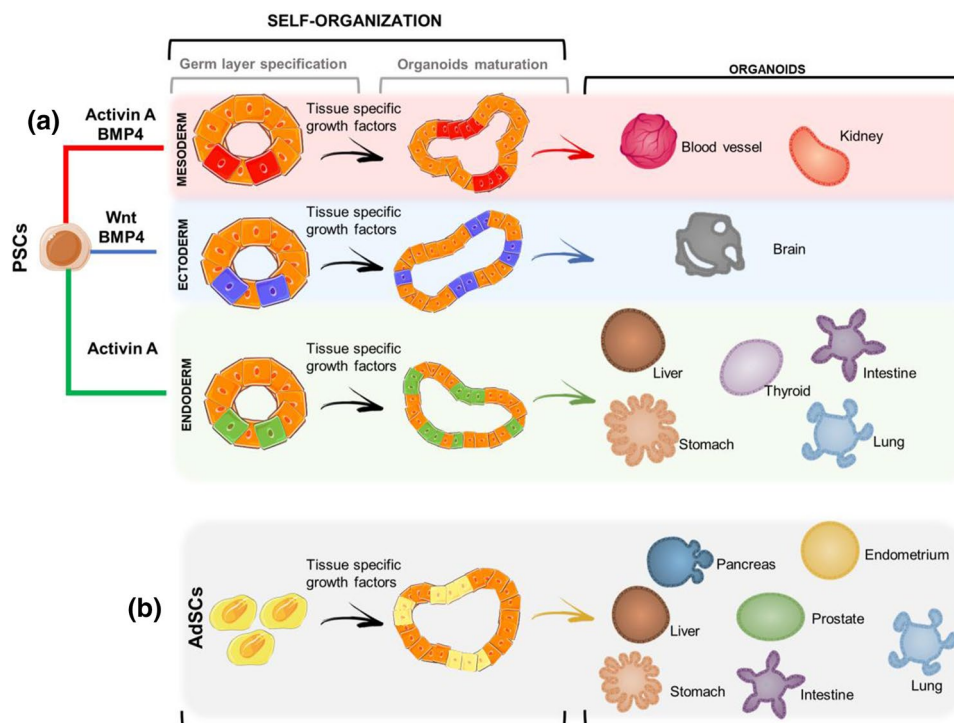 SELF-ORGANIZATION
Germ layer specification
Organoids maturation
ORGANOIDS
(a)
PSCs
Activin A
BMP4
Wnt
BMP4
Activin A
MESODERM
Tissue specific
growth factors
Blood vessel
Kidney
ECTODERM
Tissue specific
growth factors
Brain
ENDODERM
Tissue specific
growth factors
Liver
Thyroid
Intestine
Stomach
Lung
(b)
AdSCs
Tissue specific
growth factors
Pancreas
Endometrium
Liver
Prostate
Stomach
Intestine
Lung